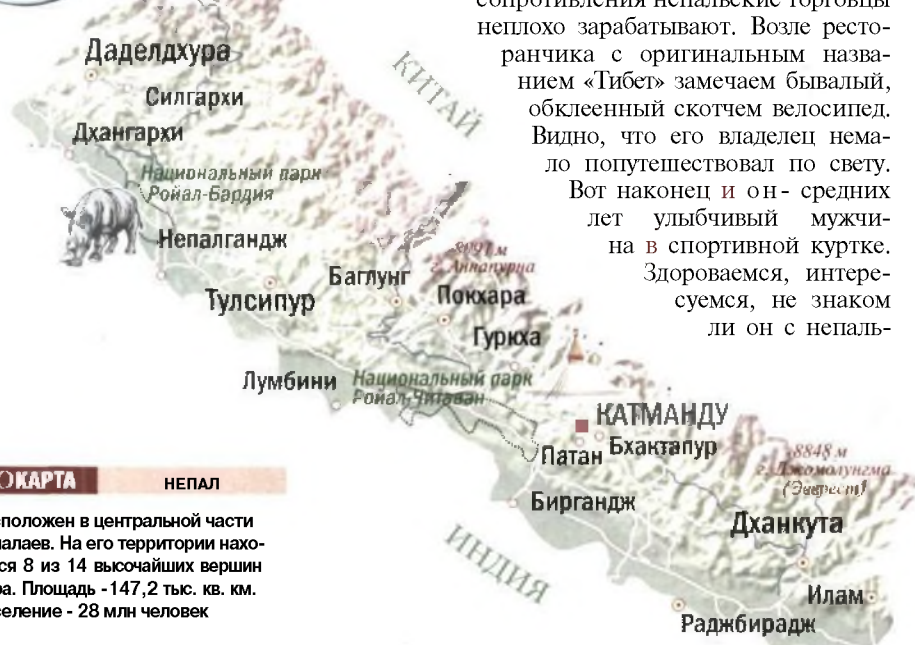 сопротивления непальские торговцы
неплохо зарабатывают. Возле ресто-
ранчика с оригинальным назва-
нием «Тибет» замечаем бывалый,
обклеенный скотчем велосипед.
Видно, что его владелец нема-
ло попутешествовал по свету.
Вот наконец и он- средних
лет улыбчивый мужчи-
на в спортивной куртке.
Здороваемся, интере-
суемся, не знаком
ли он с непаль-
Даделдхура
Силгархи
Дхангархи
КИТАЙ
Национальный парк
Ройал-Бардия
Непалгандж
Баглунг
8091 м
г. Аннапурна
Тулсипур
Покхара
Гуркха
Лумбини
Национальный парк
Ройал-Читаван
КАТМАНДУ
Патан
Бхактапур
8848 м
г. Джомолунгма
(Эверест)
Биргандж
Дханкута
ИНДИЯ
Илам
Раджбирадж
КАРТА
НЕПАЛ
сположен в центральной части
малаев. На его территории нахо-
ся 8 из 14 высочайших вершин
ра. Площадь -147,2 тыс. кв. км.
селение - 28 млн человек